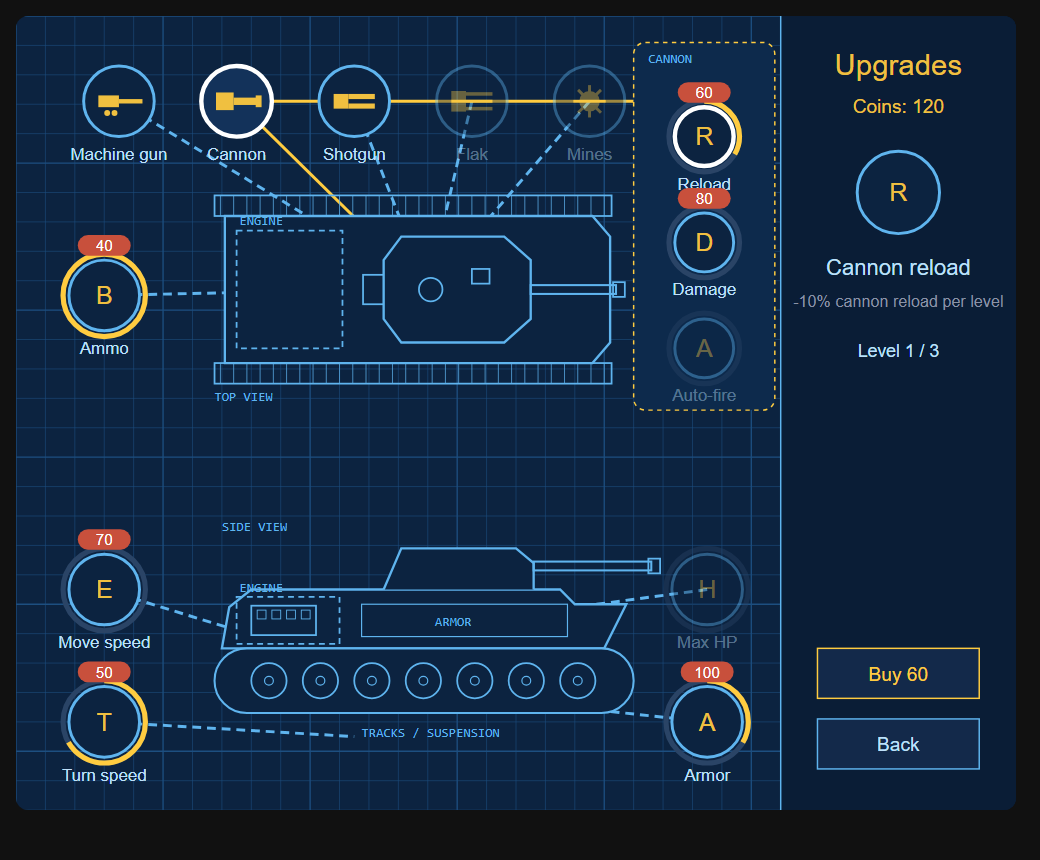 CANNON
Machine gun
Cannon
Shotgun
Flak
Mines
60
R
Reload
80
D
Damage
A
Auto-fire
ENGINE
40
B
Ammo
TOP VIEW
SIDE VIEW
70
E
Move speed
50
T
Turn speed
ENGINE
ARMOR
TRACKS / SUSPENSION
H
Max HP
100
A
Armor
Upgrades
Coins: 120
R
Cannon reload
-10% cannon reload per level
Level 1 / 3
Buy 60
Back